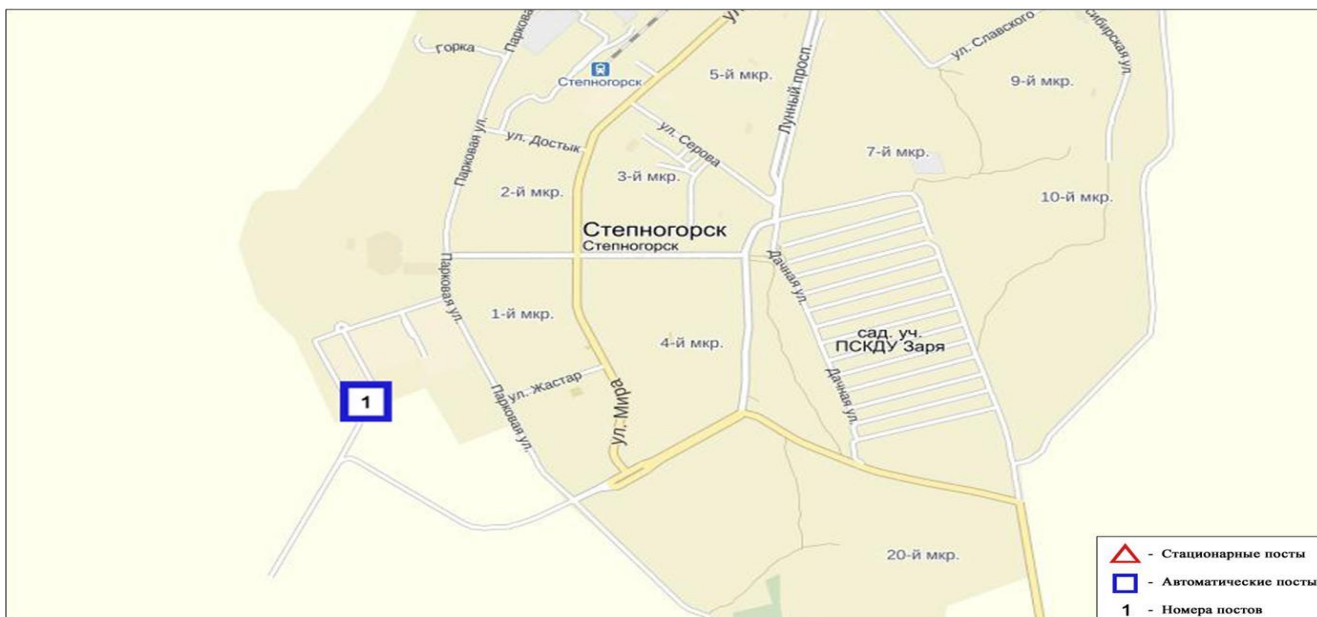 Горка
Парковая
ул.
Степногорск
5-й мкр.
Лунный просп.
ул. Славского
сибирская ул.
9-й мкр.
ул. Достык
Парковая ул.
ул. Серова
7-й мкр.
3-й мкр.
2-й мкр.
10-й мкр.
Степногорск
Степногорск
Дачная ул.
Парковая ул.
1-й мкр.
4-й мкр.
сад. уч.
ПСКДУ Заря
ул. Жастар
1
ул. Мира
Дачная ул.
Парковая ул.
20-й мкр.
- Стационарные посты
- Автоматические посты
1 - Номера постов